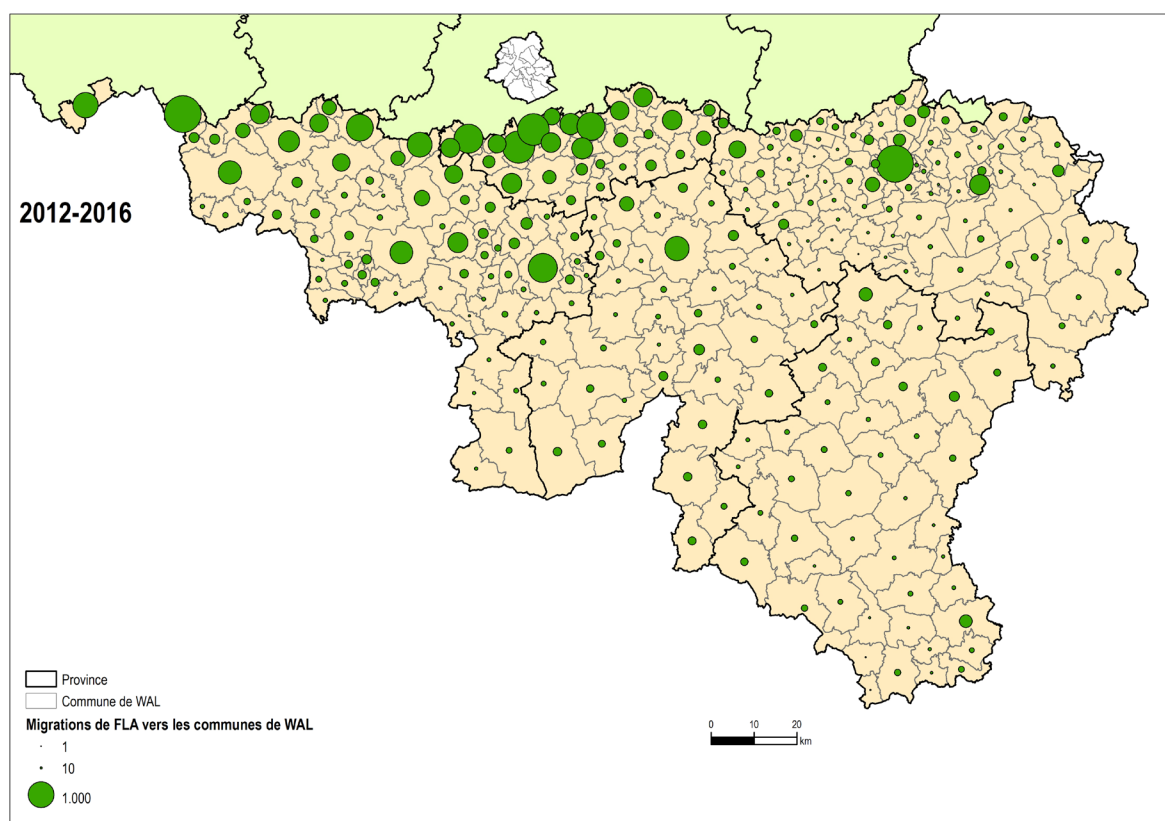 2012-2016
Province
Commune de WAL
Migrations de FLA vers les communes de WAL
1
10
1.000
0 10 20
km